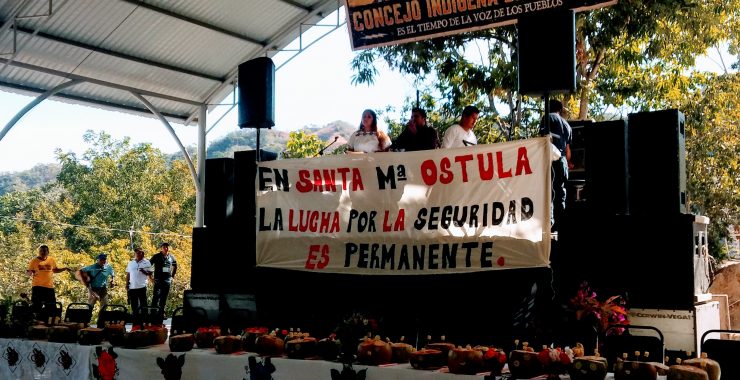 CONCEJO INDÍGENA
ES EL TIEMPO DE LA VOZ DE LOS PUEBLOS
EN SANTA Mª OSTULA
LA LUCHA POR LA SEGURIDAD
ES PERMANENTE.